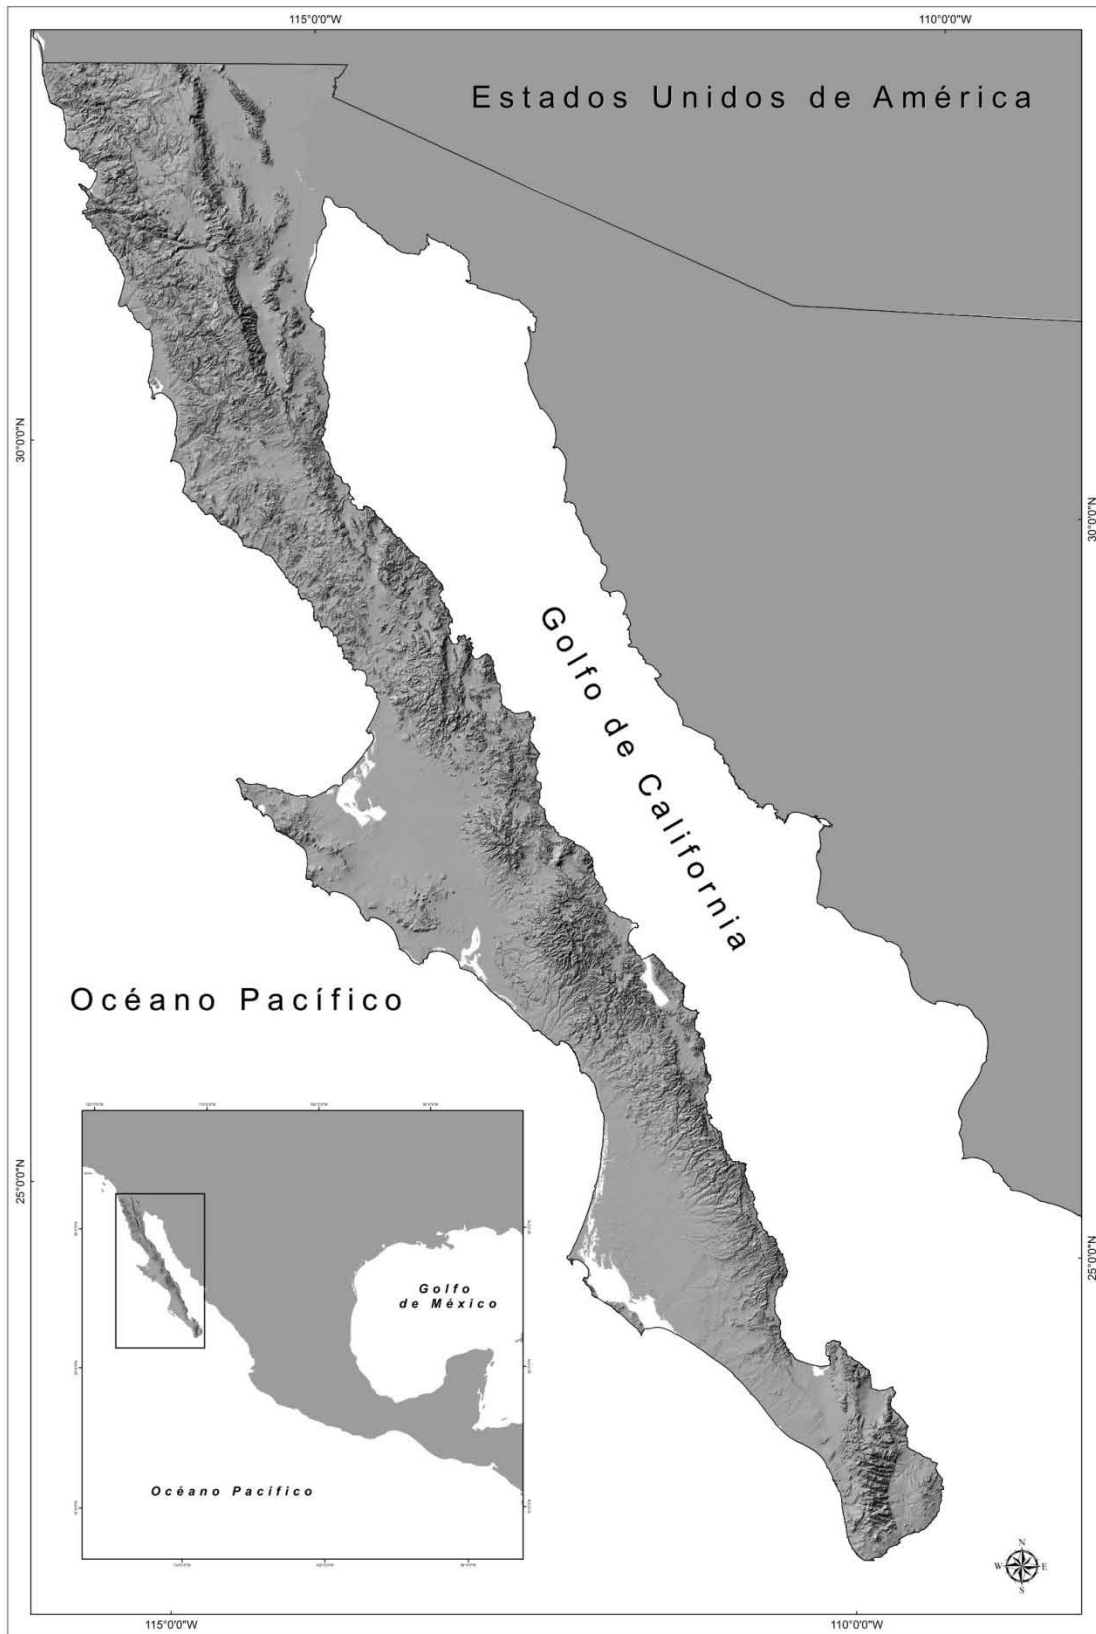 115°0'0"W
110°0'0"W
Estados Unidos de América
30°0'0"N
30°0'0"N
Golfo de California
Océano Pacífico
25°0'0"N
25°0'0"N
Golfo
de México
Océano Pacífico
N
W
E
S
115°0'0"W
110°0'0"W